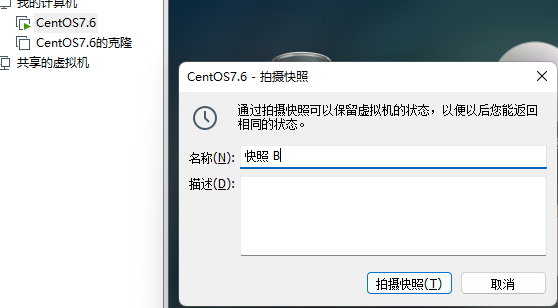 我的计算机
CentOS7.6
CentOS7.6的克隆
共享的虚拟机
CentOS7.6 - 拍摄快照
通过拍摄快照可以保留虚拟机的状态，以便以后您能返回
相同的状态。
名称(N):
快照 B
描述(D):
拍摄快照(T)
取消